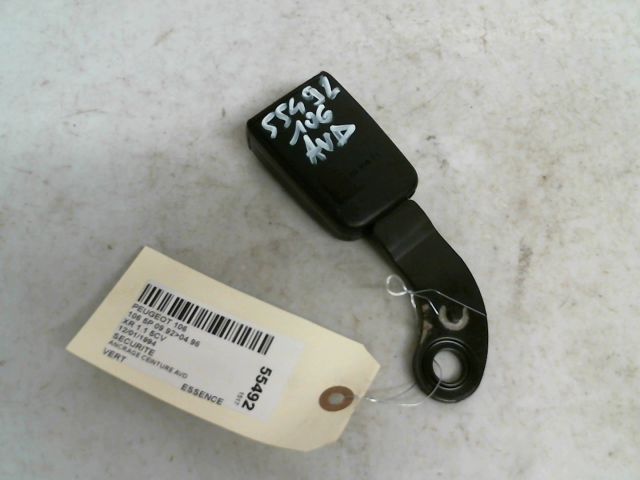 55492
106
AVD
PEUGEOT 106
106 5P 09.92>04.96
XR 1.1 5CV
12/01/1994
SECURITE
ANCRAGE CEINTURE AVD
VERT
ESSENCE
55492